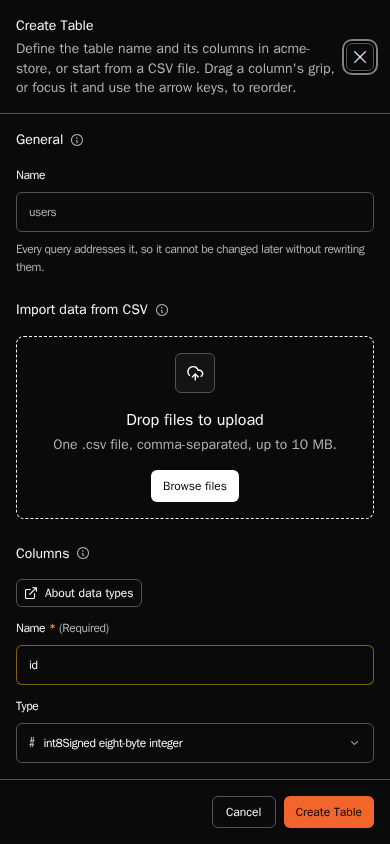 Create Table
Define the table name and its columns in acme-
store, or start from a CSV file. Drag a column's grip,
or focus it and use the arrow keys, to reorder.
General
Name
users
Every query addresses it, so it cannot be changed later without rewriting
them.
Import data from CSV
Drop files to upload
One .csv file, comma-separated, up to 10 MB.
Browse files
Columns
About data types
Name * (Required)
id
Type
# int8Signed eight-byte integer
Cancel
Create Table